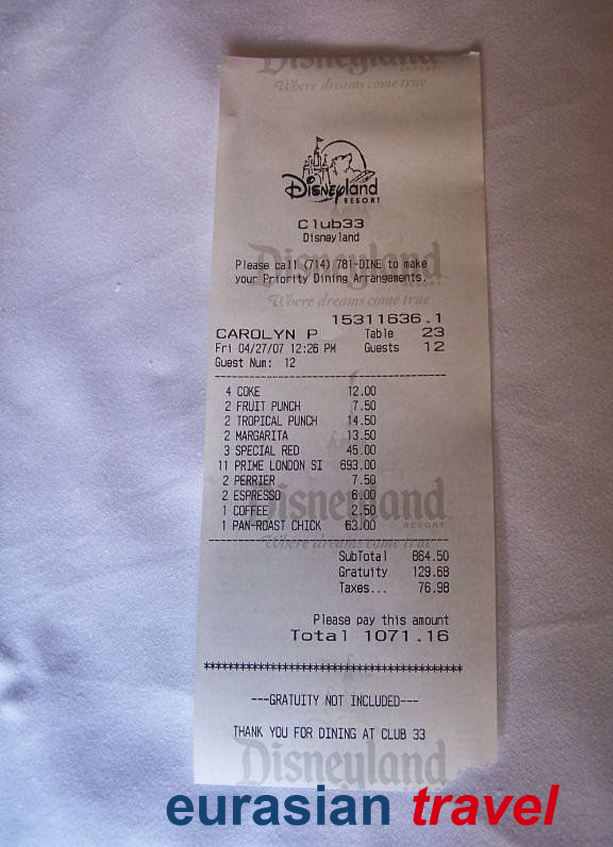 Disneyland
RESORT
Where dreams come true
Disneyland
RESORT
Club33
Disneyland
Please call (714) 781-DINE to make
your Priority Dining Arrangements.
Disneyland
Where dreams come true
15311636.1
CAROLYN P Table 23
Fri 04/27/07 12:26 PM Guests 12
Guest Num: 12
4 COKE 12.00
2 FRUIT PUNCH 7.50
2 TROPICAL PUNCH 14.50
2 MARGARITA 13.50
3 SPECIAL RED 45.00
11 PRIME LONDON SI 693.00
2 PERRIER 7.50
2 ESPRESSO 6.00
1 COFFEE 2.50
1 PAN-ROAST CHICK 63.00
Disneyland
RESORT
Where dreams come true
SubTotal 864.50
Gratuity 129.68
Taxes... 76.98
Please pay this amount
Total 1071.16
****************************************
---GRATUITY NOT INCLUDED---
THANK YOU FOR DINING AT CLUB 33
Disneyland
eurasian travel